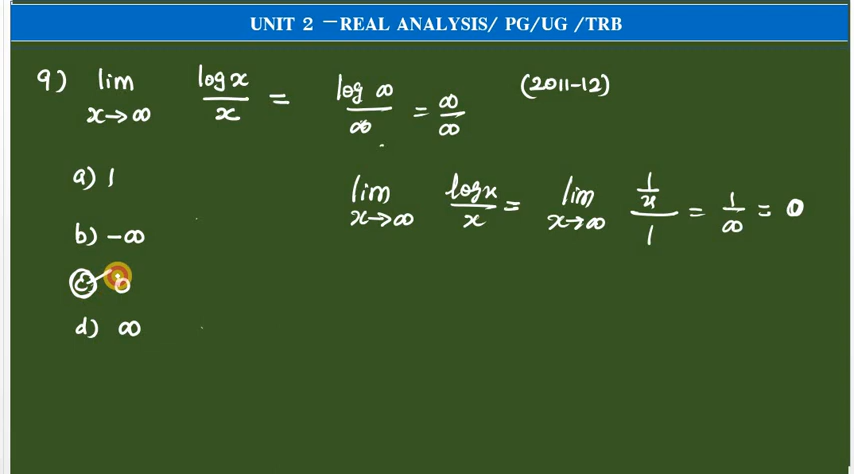 UNIT 2 – REAL ANALYSIS/ PG/UG /TRB
9) lim x→∞ log x / x = log ∞ / ∞ = ∞ / ∞ (2011-12)
a) 1
lim x→∞ log x / x = lim x→∞ (1/x) / 1 = 1 / ∞ = 0
b) -∞
c) 0
d) ∞